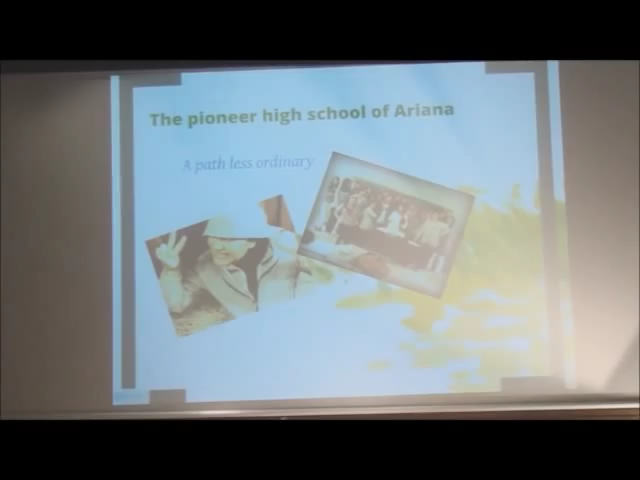 The pioneer high school of Ariana
A path less ordinary